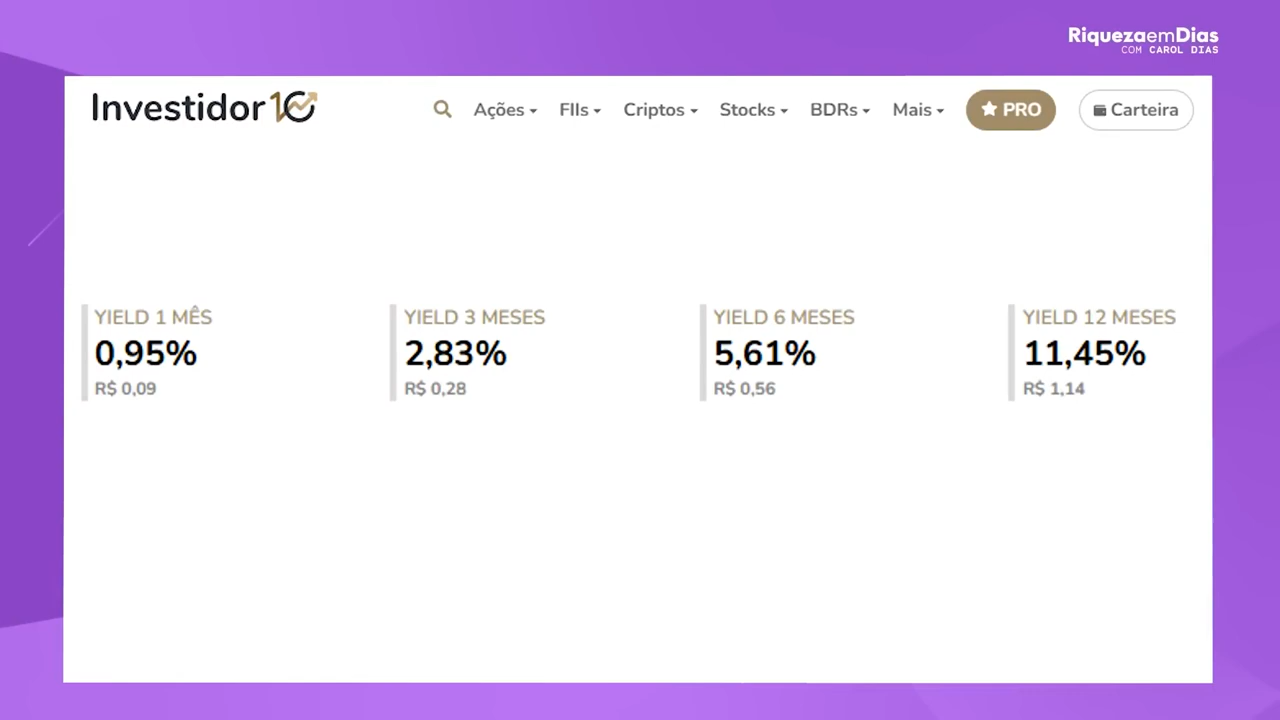 RiquezaemDias
COM CAROL DIAS
Investidor 10
Ações
FIIs
Criptos
Stocks
BDRs
Mais
PRO
Carteira
YIELD 1 MÊS
0,95%
R$ 0,09
YIELD 3 MESES
2,83%
R$ 0,28
YIELD 6 MESES
5,61%
R$ 0,56
YIELD 12 MESES
11,45%
R$ 1,14